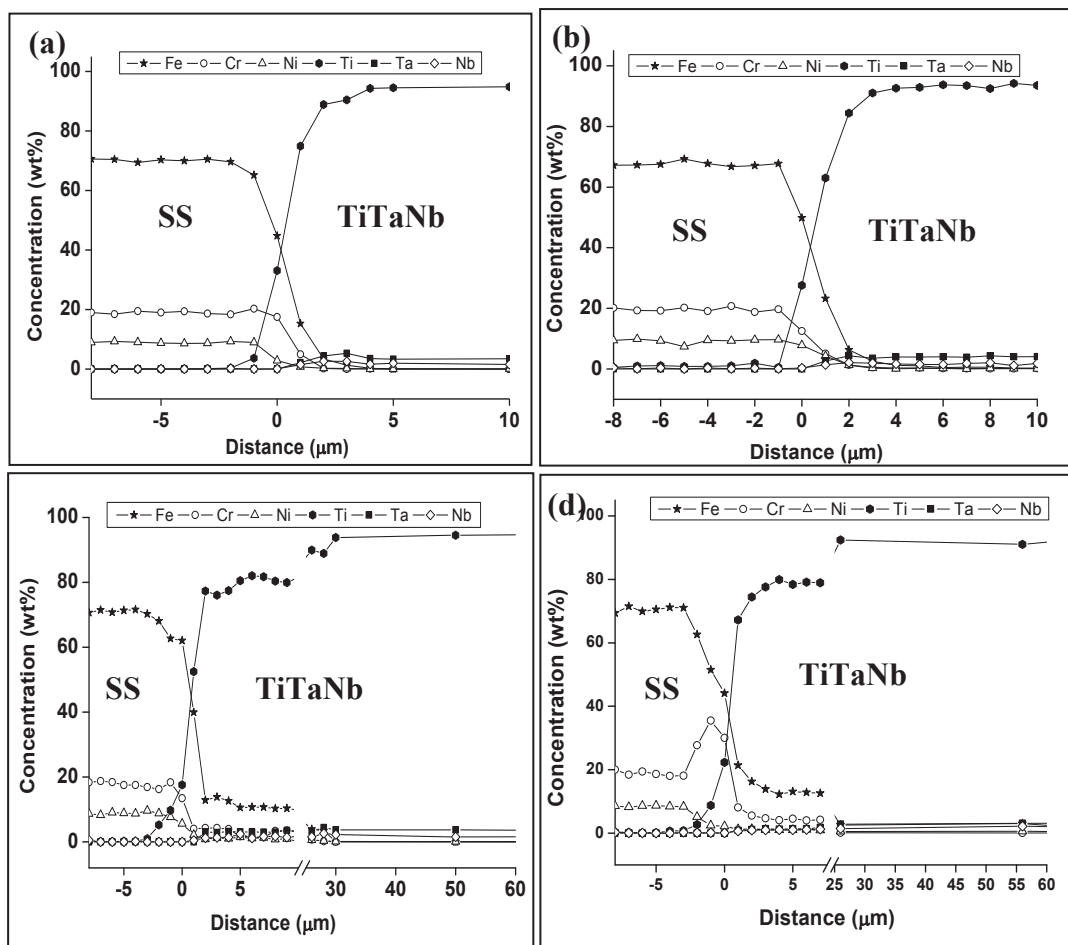 (a)
Fe Cr Ni Ti Ta Nb
100
80
60
40
20
0
Concentration (wt%)
SS
TiTaNb
-5 0 5 10
Distance (μm)
(b)
Fe Cr Ni Ti Ta Nb
100
80
60
40
20
0
Concentration (wt%)
SS
TiTaNb
-8 -6 -4 -2 0 2 4 6 8 10
Distance (μm)
Fe Cr Ni Ti Ta Nb
100
80
60
40
20
0
Concentration (wt%)
SS
TiTaNb
-5 0 5 30 40 50 60
Distance (μm)
(d)
Fe Cr Ni Ti Ta Nb
100
80
60
40
20
0
Concentration (wt%)
SS
TiTaNb
-5 0 5 25 30 35 40 45 50 55 60
Distance (μm)